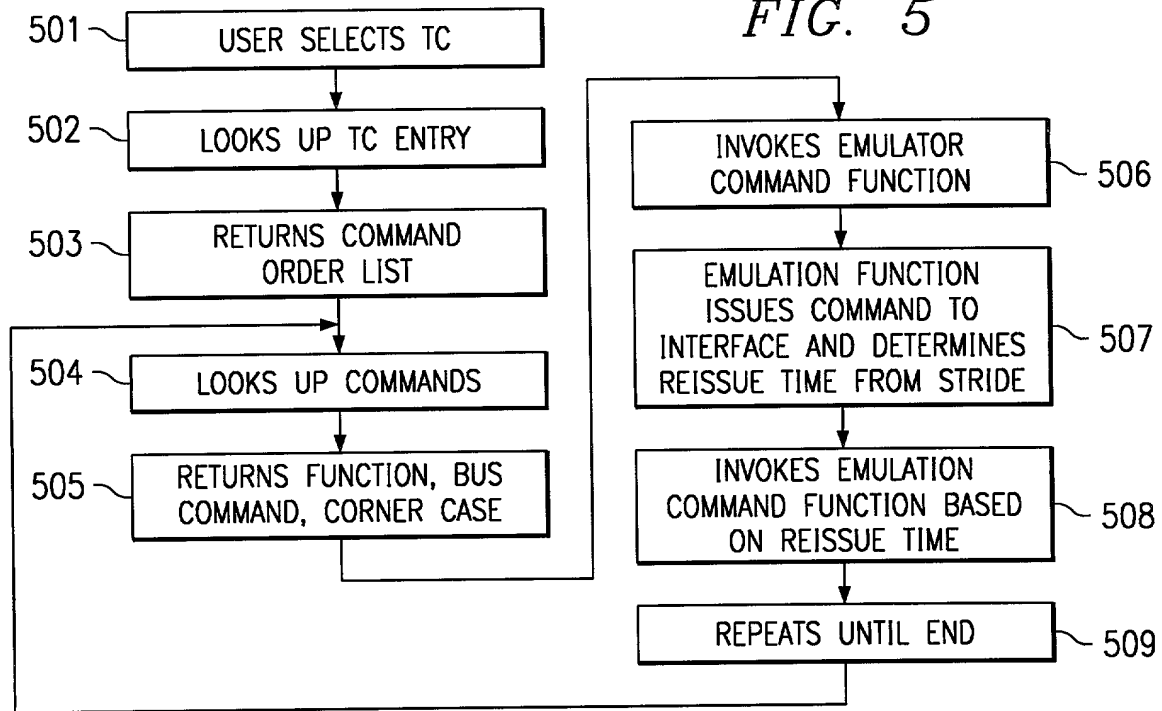 FIG. 5
501
USER SELECTS TC
502
LOOKS UP TC ENTRY
503
RETURNS COMMAND
ORDER LIST
504
LOOKS UP COMMANDS
505
RETURNS FUNCTION, BUS
COMMAND, CORNER CASE
INVOKES EMULATOR
COMMAND FUNCTION
506
EMULATION FUNCTION
ISSUES COMMAND TO
INTERFACE AND DETERMINES
REISSUE TIME FROM STRIDE
507
INVOKES EMULATION
COMMAND FUNCTION BASED
ON REISSUE TIME
508
REPEATS UNTIL END
509